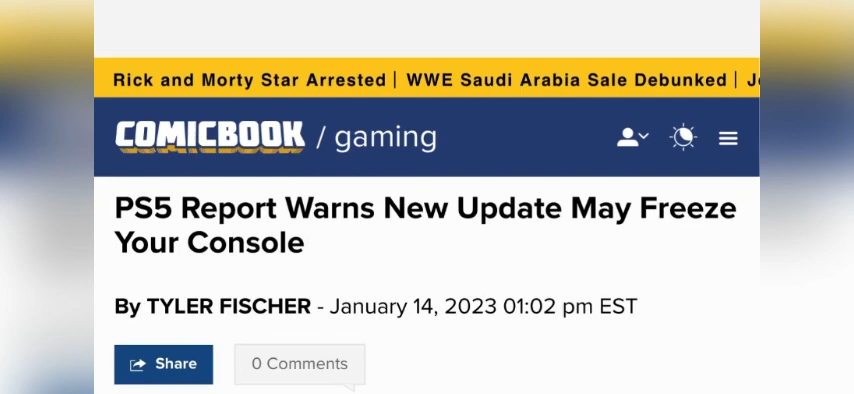 Rick and Morty Star Arrested | WWE Saudi Arabia Sale Debunked |
COMICBOOK / gaming
PS5 Report Warns New Update May Freeze
Your Console
By TYLER FISCHER - January 14, 2023 01:02 pm EST
Share
0 Comments